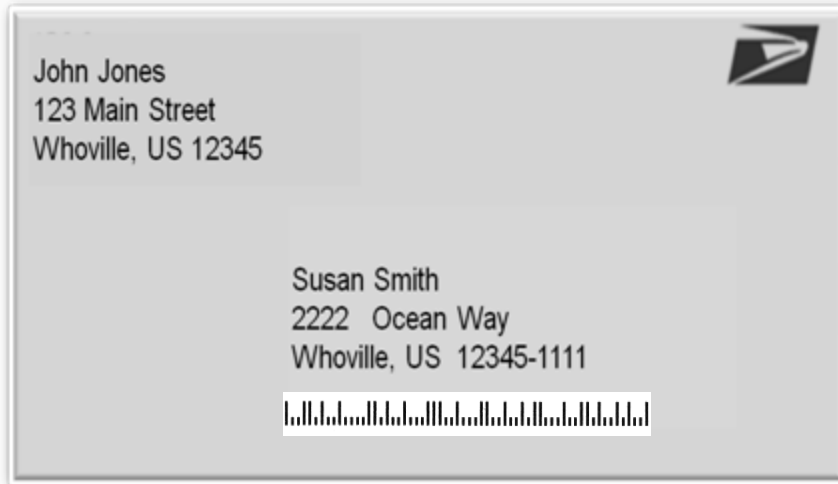 John Jones
123 Main Street
Whoville, US 12345
Susan Smith
2222 Ocean Way
Whoville, US 12345-1111